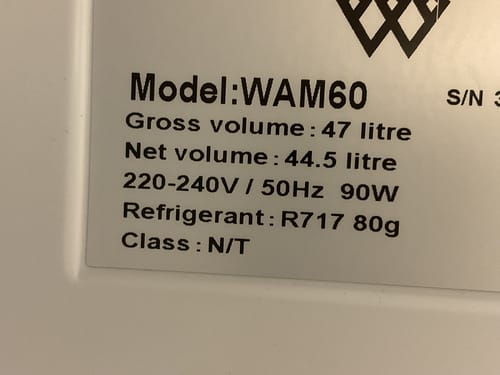 Model:WAM60
S/N 3
Gross volume : 47 litre
Net volume : 44.5 litre
220-240V / 50Hz 90W
Refrigerant : R717 80g
Class : N/T